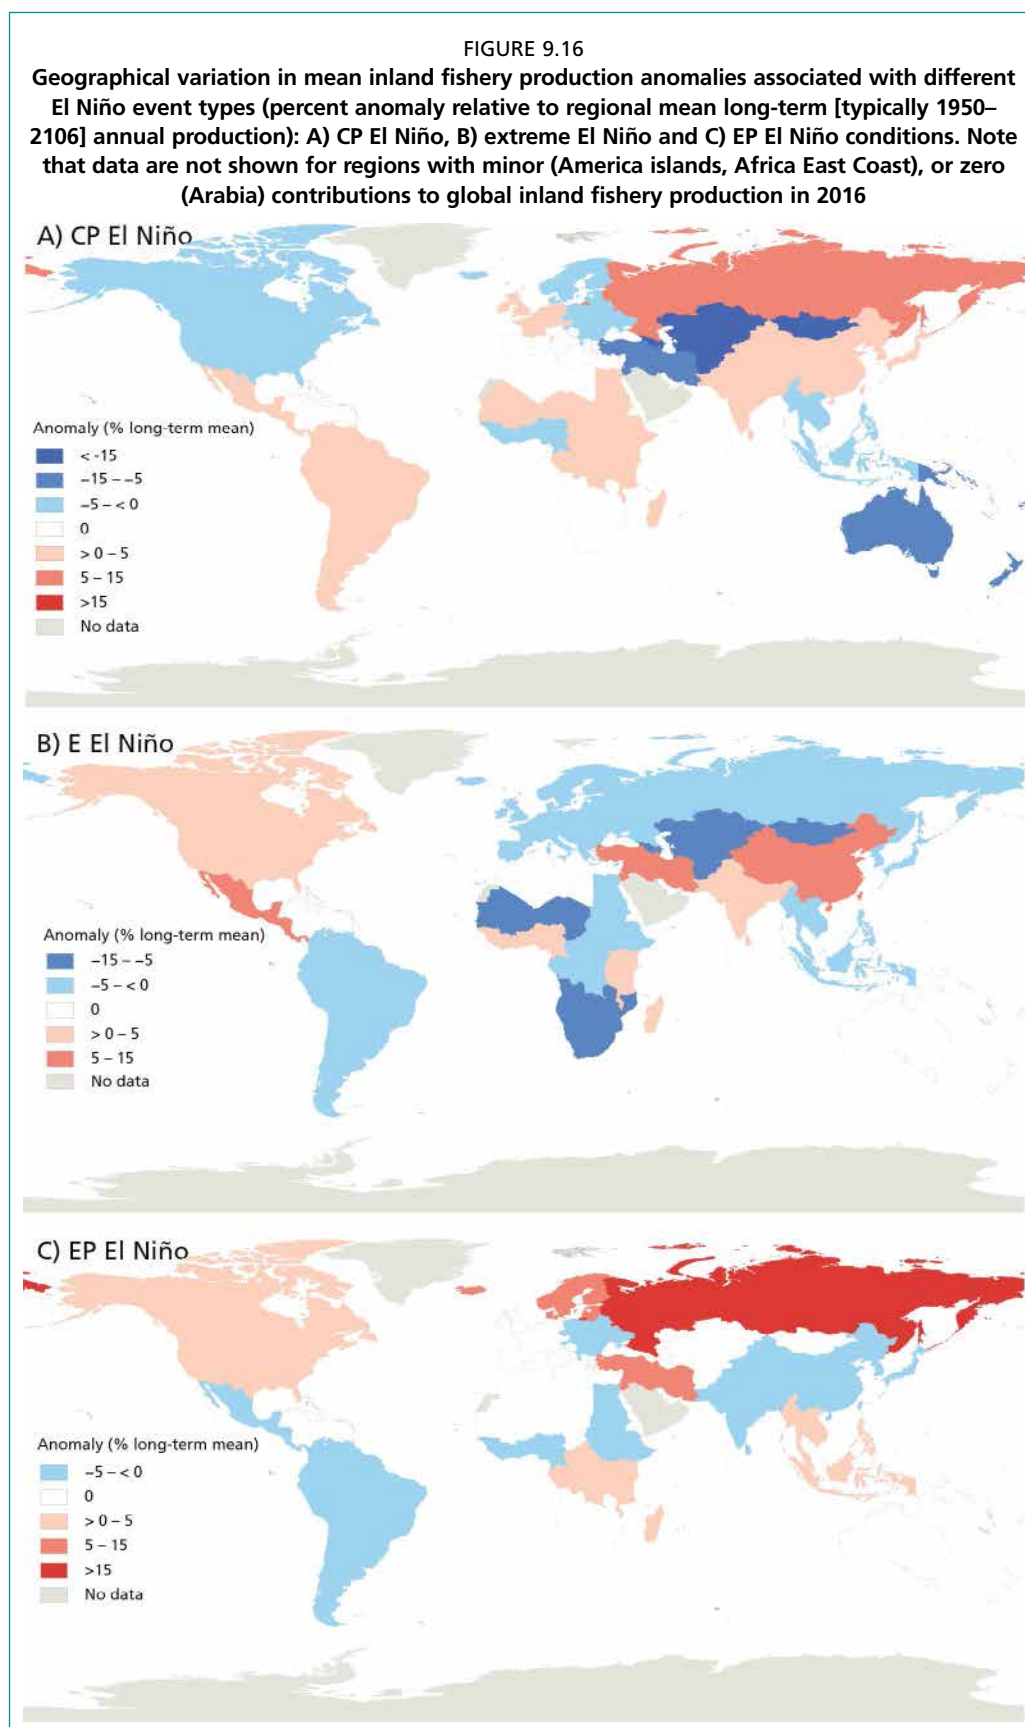 FIGURE 9.16
Geographical variation in mean inland fishery production anomalies associated with different
El Niño event types (percent anomaly relative to regional mean long-term [typically 1950–
2106] annual production): A) CP El Niño, B) extreme El Niño and C) EP El Niño conditions. Note
that data are not shown for regions with minor (America islands, Africa East Coast), or zero
(Arabia) contributions to global inland fishery production in 2016
A) CP El Niño
Anomaly (% long-term mean)
< -15
−15 – −5
−5 – < 0
0
> 0 – 5
5 – 15
>15
No data
B) E El Niño
Anomaly (% long-term mean)
−15 – −5
−5 – < 0
0
> 0 – 5
5 – 15
No data
C) EP El Niño
Anomaly (% long-term mean)
−5 – < 0
0
> 0 – 5
5 – 15
>15
No data